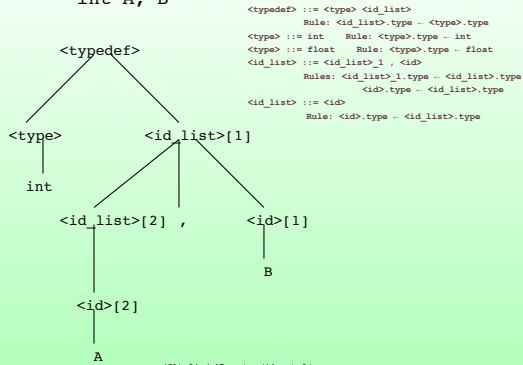 int A, B
<typedef> ::= <type> <id_list>
Rule: <id_list>.type ← <type>.type
<type> ::= int Rule: <type>.type ← int
<type> ::= float Rule: <type>.type ← float
<id_list> ::= <id_list>_1 , <id>
Rules: <id_list>_1.type ← <id_list>.type
<id>.type ← <id_list>.type
<id_list> ::= <id>
Rule: <id>.type ← <id_list>.type
<typedef>
<type> <id_list>[1]
int
<id_list>[2] , <id>[1]
B
<id>[2]
A